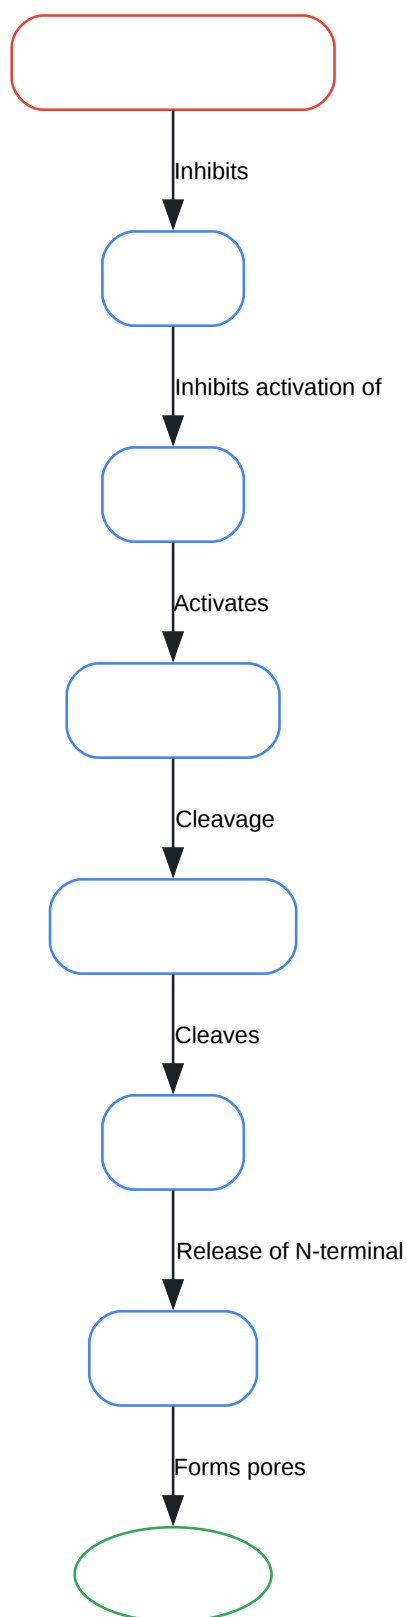 Inhibits
Inhibits activation of
Activates
Cleavage
Cleaves
Release of N-terminal
Forms pores